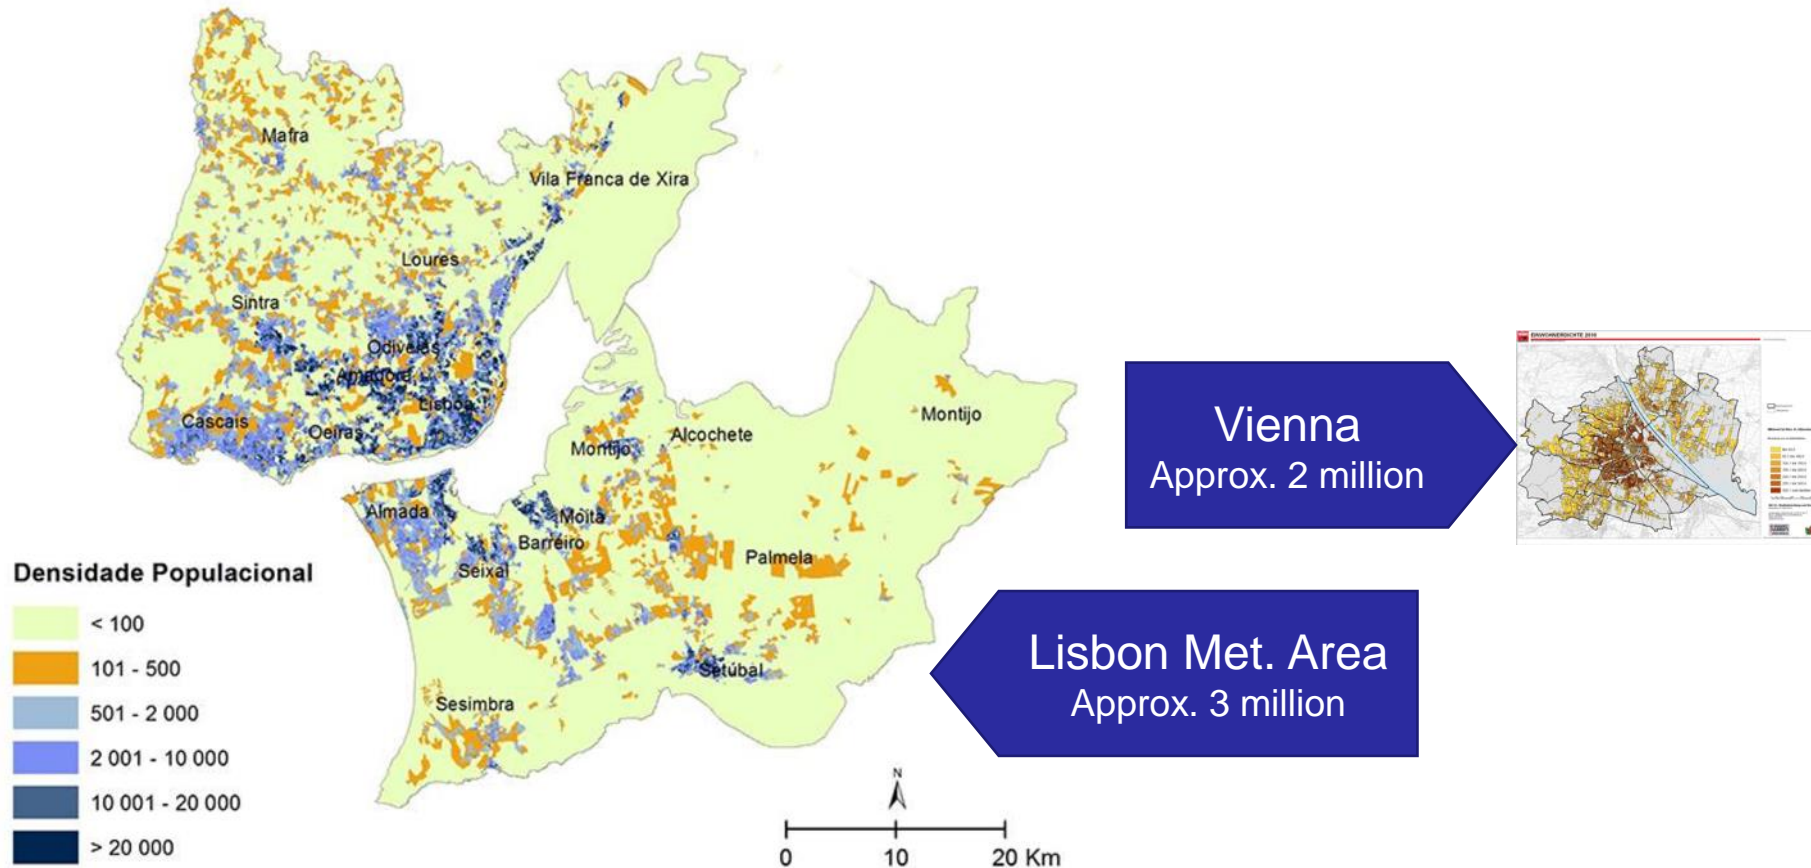 Mafra
Vila Franca de Xira
Loures
Sintra
Odivelas
Amadora
Lisboa
Cascais
Oeiras
Montijo
Alcochete
Montijo
Almada
Moita
Barreiro
Seixal
Palmela
Setúbal
Sesimbra
Densidade Populacional
< 100
101 - 500
501 - 2 000
2 001 - 10 000
10 001 - 20 000
> 20 000
N
0 10 20 Km
Vienna
Approx. 2 million
Lisbon Met. Area
Approx. 3 million
EINWOHNERDICHTE 2010